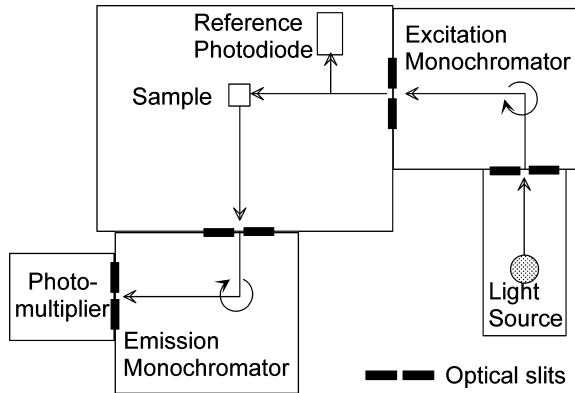 Reference
Photodiode
Excitation
Monochromator
Sample
Photo-
multiplier
Emission
Monochromator
Light
Source
Optical slits